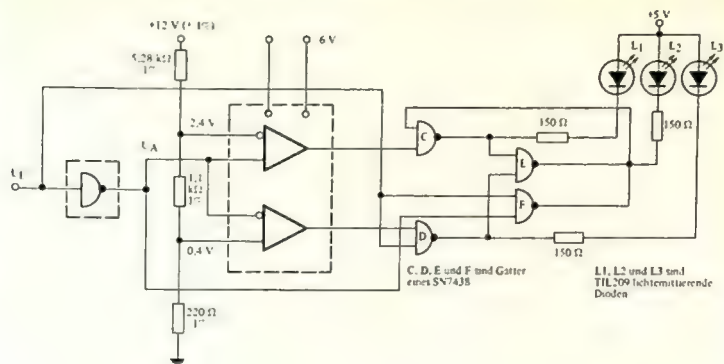 +12 V (± 1%)
5,28 kΩ
1%
6 V
+5 V
L1
L2
L3
2,4 V
C
150 Ω
150 Ω
UA
E
1,1
kΩ
1%
F
0,4 V
D
150 Ω
C, D, E und F sind Gatter
eines SN7438
L1, L2 und L3 sind
TIL209 lichtemittierende
Dioden
220 Ω
1%